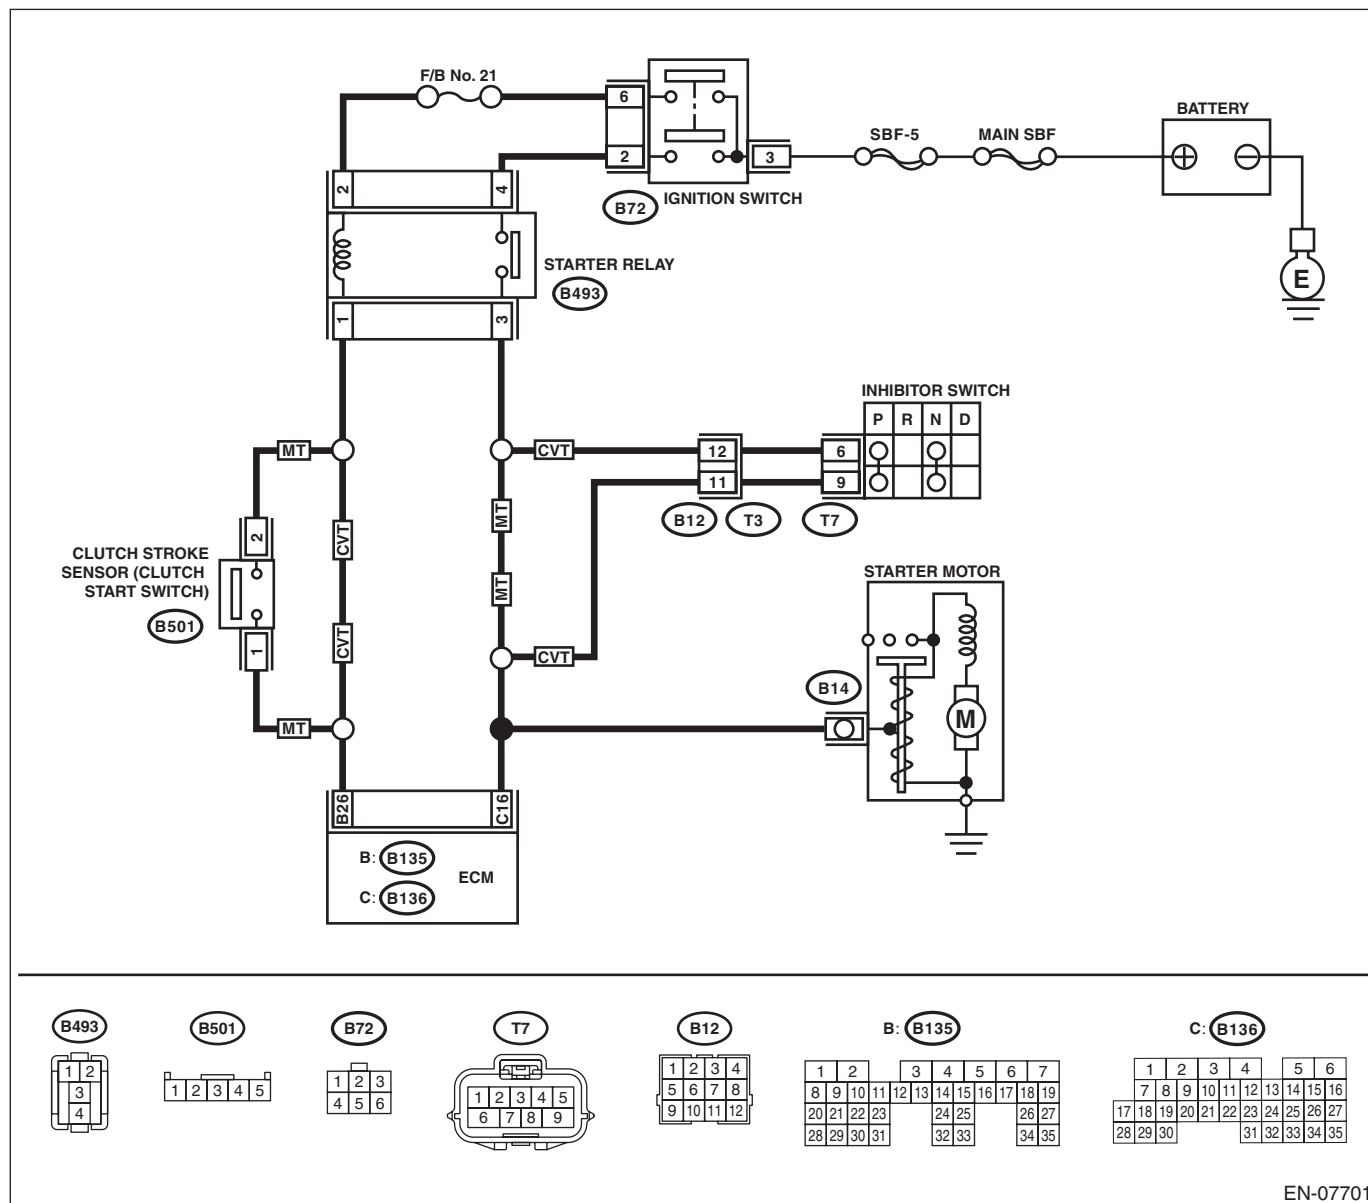 F/B No. 21
6
2
3
B72
IGNITION SWITCH
SBF-5
MAIN SBF
BATTERY
E
2
4
STARTER RELAY
B493
1
3
INHIBITOR SWITCH
P R N D
MT
CVT
12
11
6
9
B12
T3
T7
MT
CVT
2
CLUTCH STROKE
SENSOR (CLUTCH
START SWITCH)
B501
1
CVT
MT
CVT
STARTER MOTOR
B14
M
MT
B26
C16
B: B135
C: B136
ECM
B493
1 2
3
4
B501
1 2 3 4 5
B72
1 2 3
4 5 6
T7
1 2 3 4 5
6 7 8 9
B12
1 2 3 4
5 6 7 8
9 10 11 12
B: B135
1 2 3 4 5 6 7
8 9 10 11 12 13 14 15 16 17 18 19
20 21 22 23 24 25 26 27
28 29 30 31 32 33 34 35
C: B136
1 2 3 4 5 6
7 8 9 10 11 12 13 14 15 16
17 18 19 20 21 22 23 24 25 26 27
28 29 30 31 32 33 34 35
EN-07701